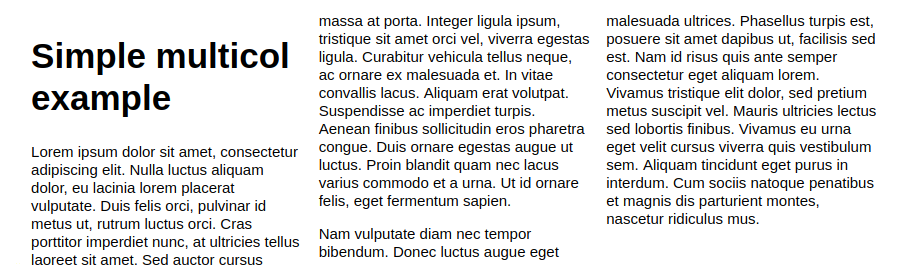 Simple multicol
example
Lorem ipsum dolor sit amet, consectetur
adipiscing elit. Nulla luctus aliquam
dolor, eu lacinia lorem placerat
vulputate. Duis felis orci, pulvinar id
metus ut, rutrum luctus orci. Cras
porttitor imperdiet nunc, at ultricies tellus
laoreet sit amet. Sed auctor cursus
massa at porta. Integer ligula ipsum,
tristique sit amet orci vel, viverra egestas
ligula. Curabitur vehicula tellus neque,
ac ornare ex malesuada et. In vitae
convallis lacus. Aliquam erat volutpat.
Suspendisse ac imperdiet turpis.
Aenean finibus sollicitudin eros pharetra
congue. Duis ornare egestas augue ut
luctus. Proin blandit quam nec lacus
varius commodo et a urna. Ut id ornare
felis, eget fermentum sapien.
Nam vulputate diam nec tempor
bibendum. Donec luctus augue eget
malesuada ultrices. Phasellus turpis est,
posuere sit amet dapibus ut, facilisis sed
est. Nam id risus quis ante semper
consectetur eget aliquam lorem.
Vivamus tristique elit dolor, sed pretium
metus suscipit vel. Mauris ultricies lectus
sed lobortis finibus. Vivamus eu urna
eget velit cursus viverra quis vestibulum
sem. Aliquam tincidunt eget purus in
interdum. Cum sociis natoque penatibus
et magnis dis parturient montes,
nascetur ridiculus mus.